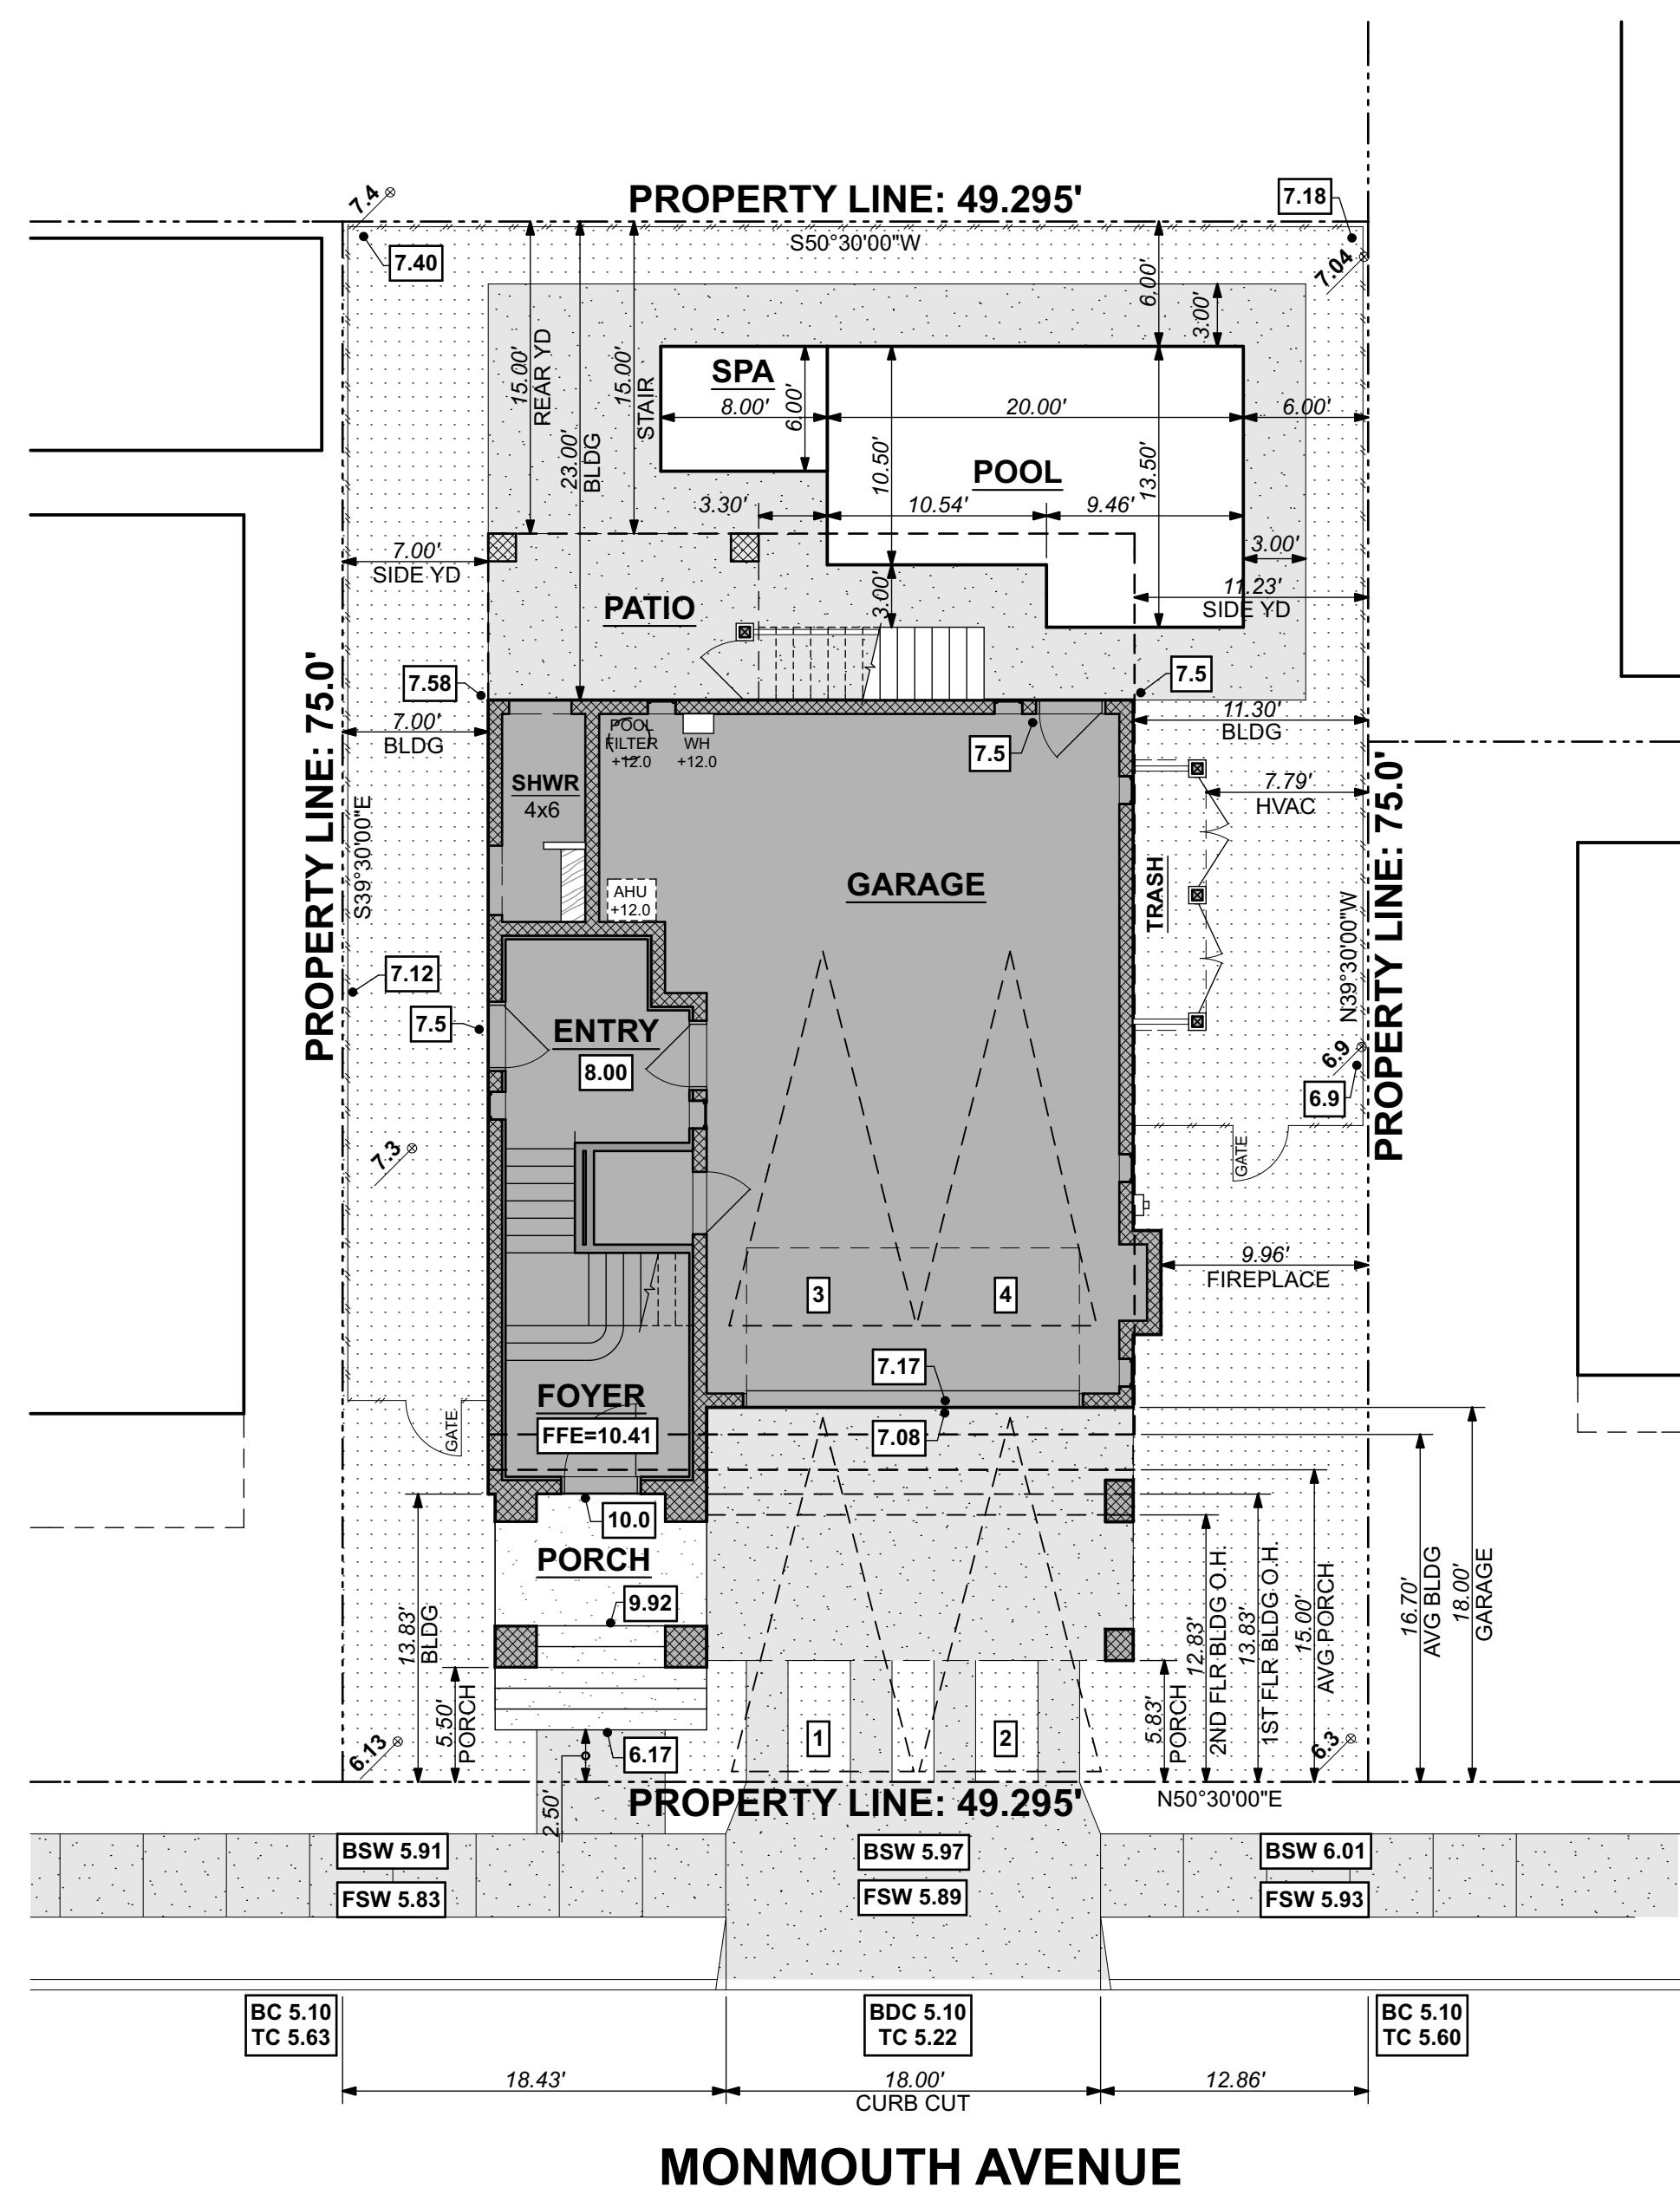 PROPERTY LINE: 49.295'
S50°30'00"W
7.4
7.40
7.18
7.04
15.00'
REAR YD
23.00'
BLDG
15.00'
STAIR
6.00'
3.00'
SPA
8.00'
6.00'
20.00'
6.00'
POOL
10.50'
13.50'
3.30'
10.54'
9.46'
3.00'
7.00'
SIDE YD
11.23'
SIDE YD
PATIO
3.00'
7.58
7.5
7.00'
BLDG
11.30'
BLDG
POOL
FILTER
+12.0
WH
+12.0
7.5
SHWR
4x6
7.79'
HVAC
PROPERTY LINE: 75.0'
S39°30'00"E
AHU
+12.0
GARAGE
TRASH
N39°30'00"W
PROPERTY LINE: 75.0'
7.12
7.5
ENTRY
8.00
6.9
6.9
7.3
GATE
9.96'
FIREPLACE
3
4
7.17
7.08
FOYER
FFE=10.41
GATE
10.0
PORCH
9.92
13.83'
BLDG
5.50'
PORCH
12.83'
2ND FLR BLDG O.H.
13.83'
1ST FLR BLDG O.H.
15.00'
AVG PORCH
16.70'
AVG BLDG
18.00'
GARAGE
5.83'
PORCH
1
2
6.13
6.17
6.3
2.50'
PROPERTY LINE: 49.295'
N50°30'00"E
BSW 5.91
FSW 5.83
BSW 5.97
FSW 5.89
BSW 6.01
FSW 5.93
BC 5.10
TC 5.63
BDC 5.10
TC 5.22
BC 5.10
TC 5.60
18.43'
18.00'
CURB CUT
12.86'
MONMOUTH AVENUE